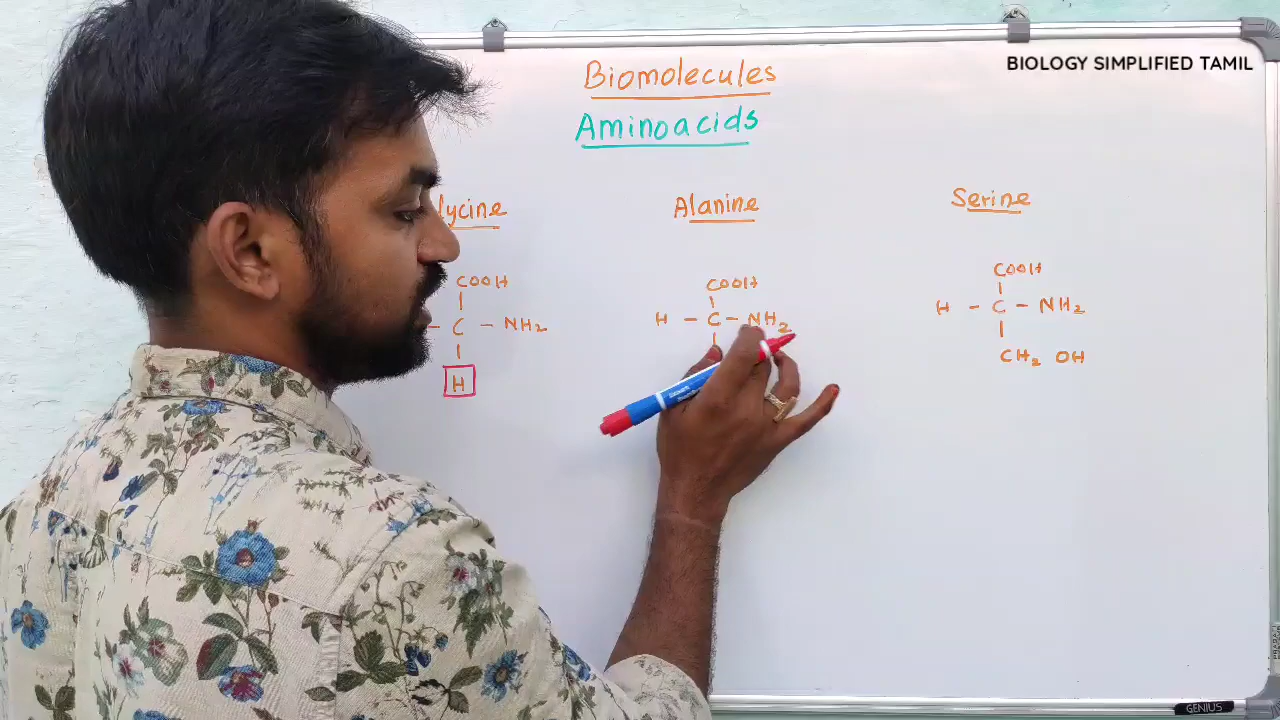 BIOLOGY SIMPLIFIED TAMIL
Biomolecules
Aminoacids
lycine
COOH
– C – NH2
H
Alanine
COOH
H – C – NH2
Serine
COOH
H – C – NH2
CH2 OH
GENIUS